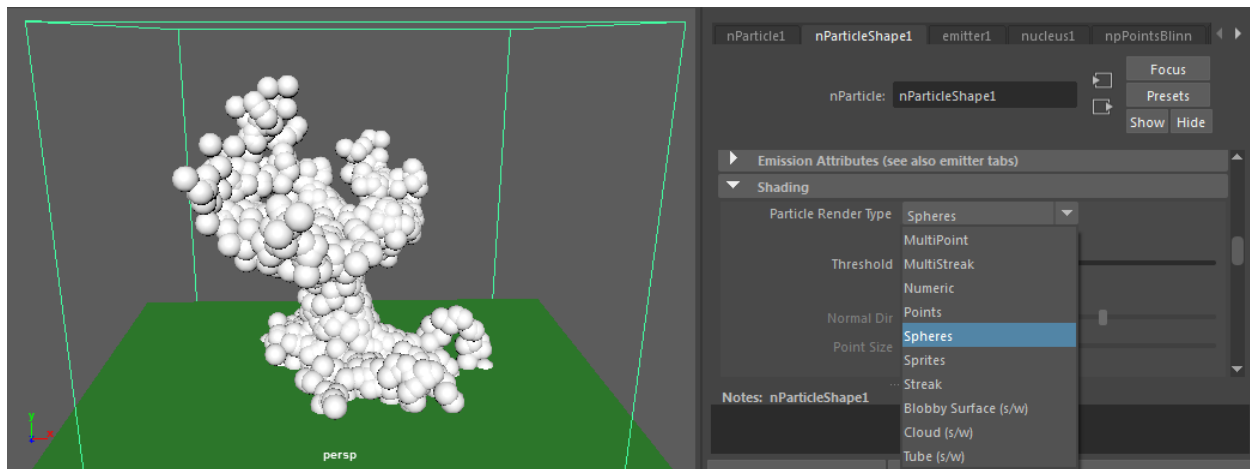 nParticle1 nParticleShape1 emitter1 nucleus1 npPointsBlinn
nParticle: nParticleShape1
Focus
Presets
Show Hide
Emission Attributes (see also emitter tabs)
Shading
Particle Render Type Spheres
MultiPoint
Threshold MultiStreak
Numeric
Normal Dir Points
Spheres
Point Size
Sprites
Streak
Notes: nParticleShape1
Blobby Surface (s/w)
Cloud (s/w)
Tube (s/w)
y
x
persp